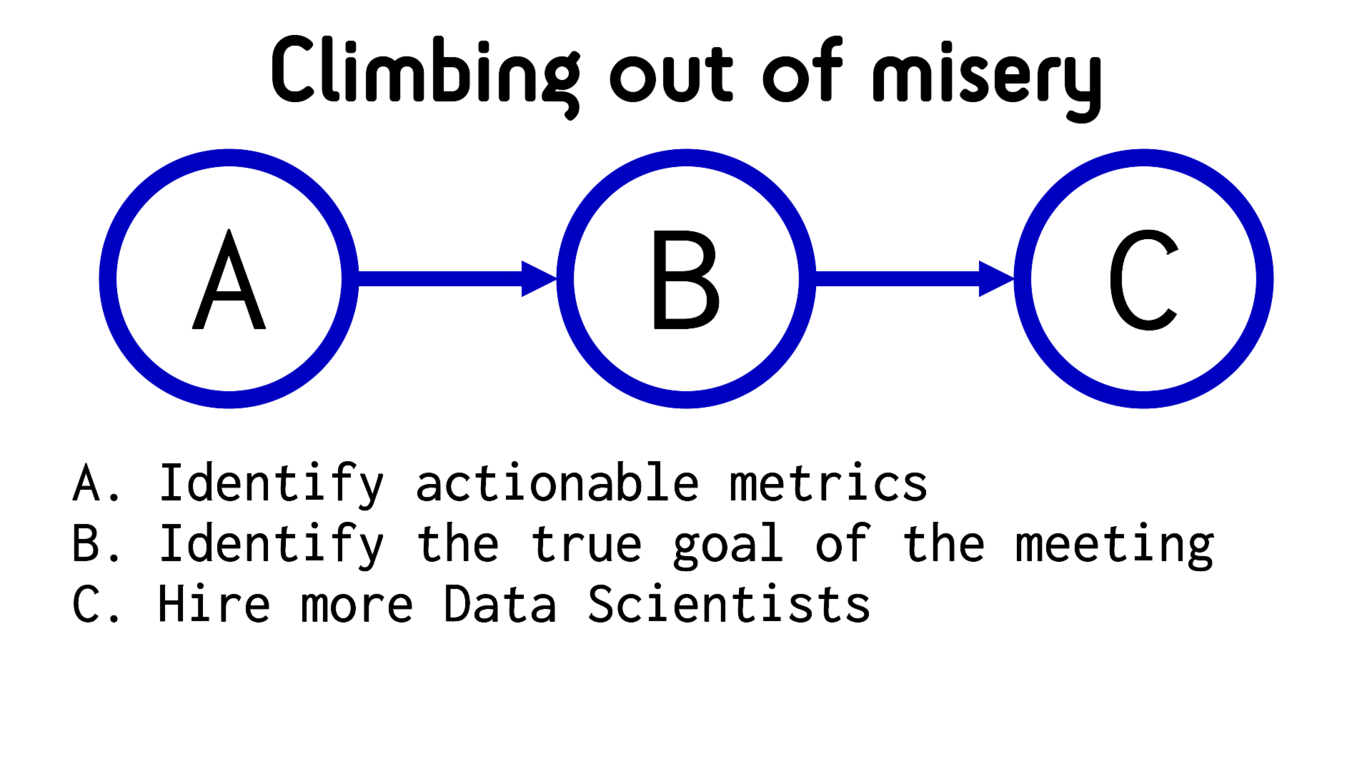 Climbing out of misery
A
B
C
A. Identify actionable metrics
B. Identify the true goal of the meeting
C. Hire more Data Scientists